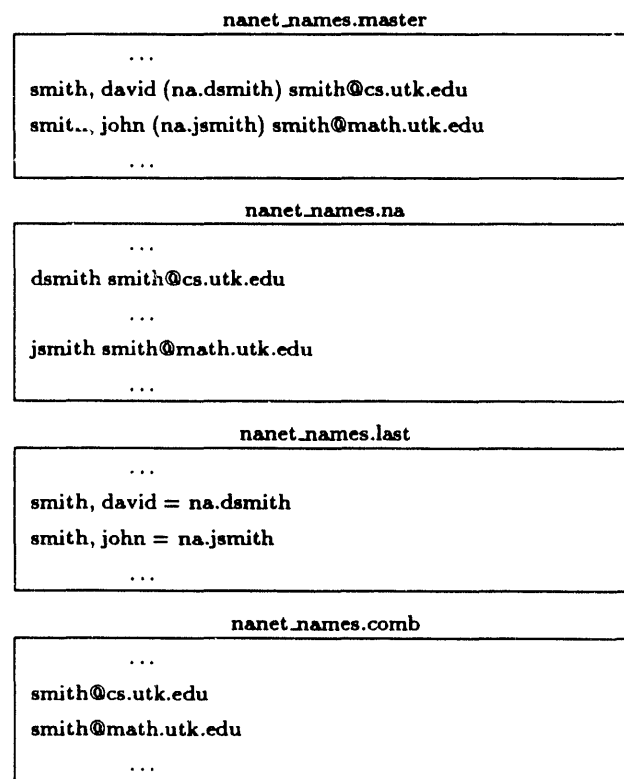 nanet_names.master
...
smith, david (na.dsmith) smith@cs.utk.edu
smit.., john (na.jsmith) smith@math.utk.edu
...
nanet_names.na
...
dsmith smith@cs.utk.edu
...
jsmith smith@math.utk.edu
...
nanet_names.last
...
smith, david = na.dsmith
smith, john = na.jsmith
...
nanet_names.comb
...
smith@cs.utk.edu
smith@math.utk.edu
...